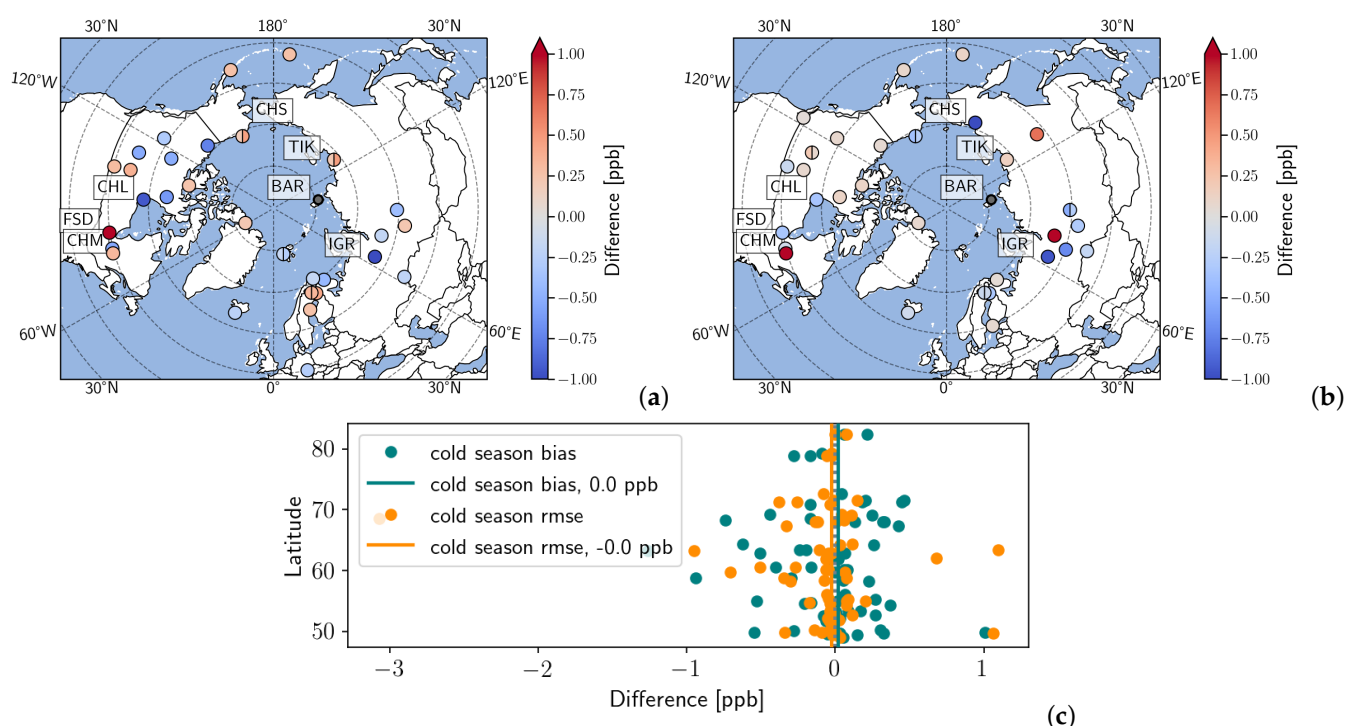 30°N 180° 30°N
120°W 120°E
CHS
TIK
CHL
BAR
FSD
CHM
IGR
60°W 60°E
30°N 0° 30°N
1.00
0.75
0.50
0.25
0.00
−0.25
−0.50
−0.75
−1.00
Difference [ppb]
(a)
30°N 180° 30°N
120°W 120°E
CHS
TIK
CHL
BAR
FSD
CHM
IGR
60°W 60°E
30°N 0° 30°N
1.00
0.75
0.50
0.25
0.00
−0.25
−0.50
−0.75
−1.00
Difference [ppb]
(b)
cold season bias
cold season bias, 0.0 ppb
cold season rmse
cold season rmse, -0.0 ppb
80
70
60
50
Latitude
−3 −2 −1 0 1
Difference [ppb]
(c)